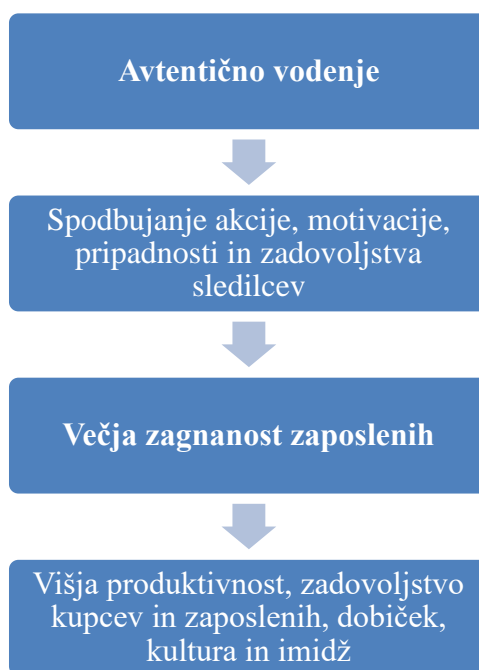 Avtentično vodenje
Spodbujanje akcije, motivacije,
pripadnosti in zadovoljstva
sledilcev
Večja zagnanost zaposlenih
Višja produktivnost, zadovoljstvo
kupcev in zaposlenih, dobiček,
kultura in imidž